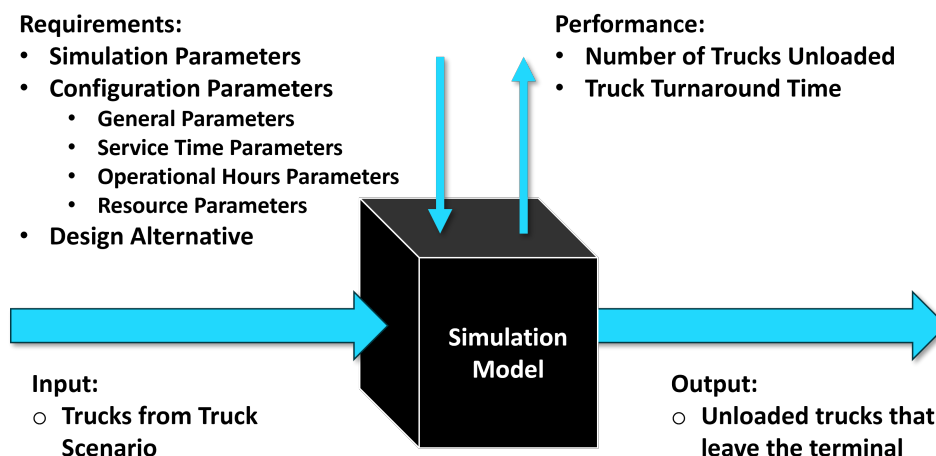 Requirements:
• Simulation Parameters
• Configuration Parameters
• General Parameters
• Service Time Parameters
• Operational Hours Parameters
• Resource Parameters
• Design Alternative
Performance:
• Number of Trucks Unloaded
• Truck Turnaround Time
Simulation
Model
Input:
o Trucks from Truck
Scenario
Output:
o Unloaded trucks that
leave the terminal